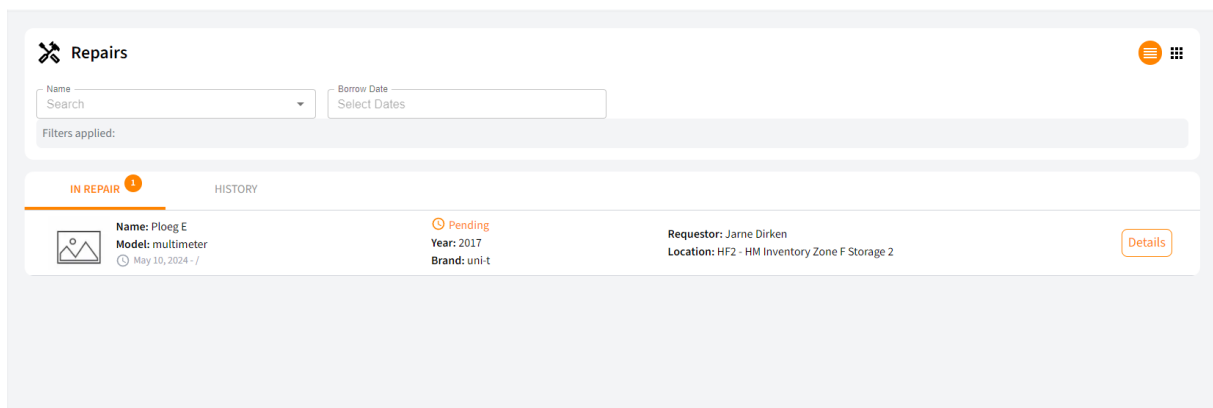 Repairs
Name
Search
Borrow Date
Select Dates
Filters applied:
IN REPAIR 1
HISTORY
Name: Ploeg E
Model: multimeter
May 10, 2024 - /
Pending
Year: 2017
Brand: uni-t
Requestor: Jarne Dirken
Location: HF2 - HM Inventory Zone F Storage 2
Details